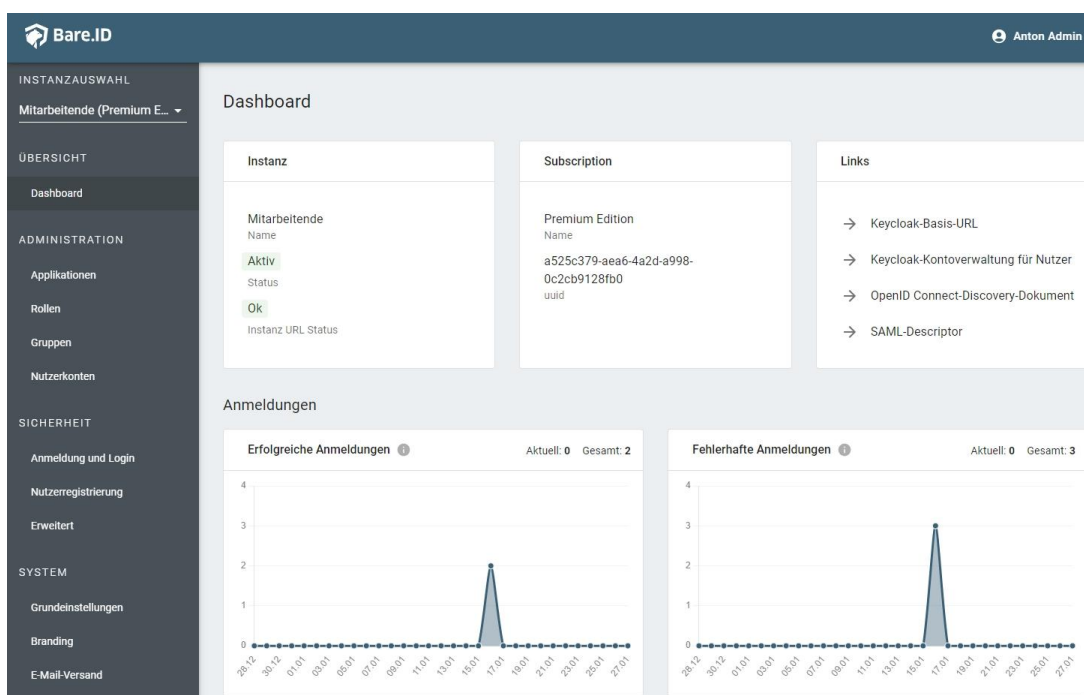 Bare.ID
Anton Admin
INSTANZAUSWAHL
Mitarbeitende (Premium E...
ÜBERSICHT
Dashboard
ADMINISTRATION
Applikationen
Rollen
Gruppen
Nutzerkonten
SICHERHEIT
Anmeldung und Login
Nutzerregistrierung
Erweitert
SYSTEM
Grundeinstellungen
Branding
E-Mail-Versand
Dashboard
Instanz
Mitarbeitende
Name
Aktiv
Status
Ok
Instanz URL Status
Subscription
Premium Edition
Name
a525c379-aea6-4a2d-a998-
0c2cb9128fb0
uuid
Links
Keycloak-Basis-URL
Keycloak-Kontoverwaltung für Nutzer
OpenID Connect-Discovery-Dokument
SAML-Descriptor
Anmeldungen
Erfolgreiche Anmeldungen Aktuell: 0 Gesamt: 2
4
3
2
1
0
28.12 30.12 01.01 03.01 05.01 07.01 09.01 11.01 13.01 15.01 17.01 19.01 21.01 23.01 25.01 27.01
Fehlerhafte Anmeldungen Aktuell: 0 Gesamt: 3
4
3
2
1
0
28.12 30.12 01.01 03.01 05.01 07.01 09.01 11.01 13.01 15.01 17.01 19.01 21.01 23.01 25.01 27.01